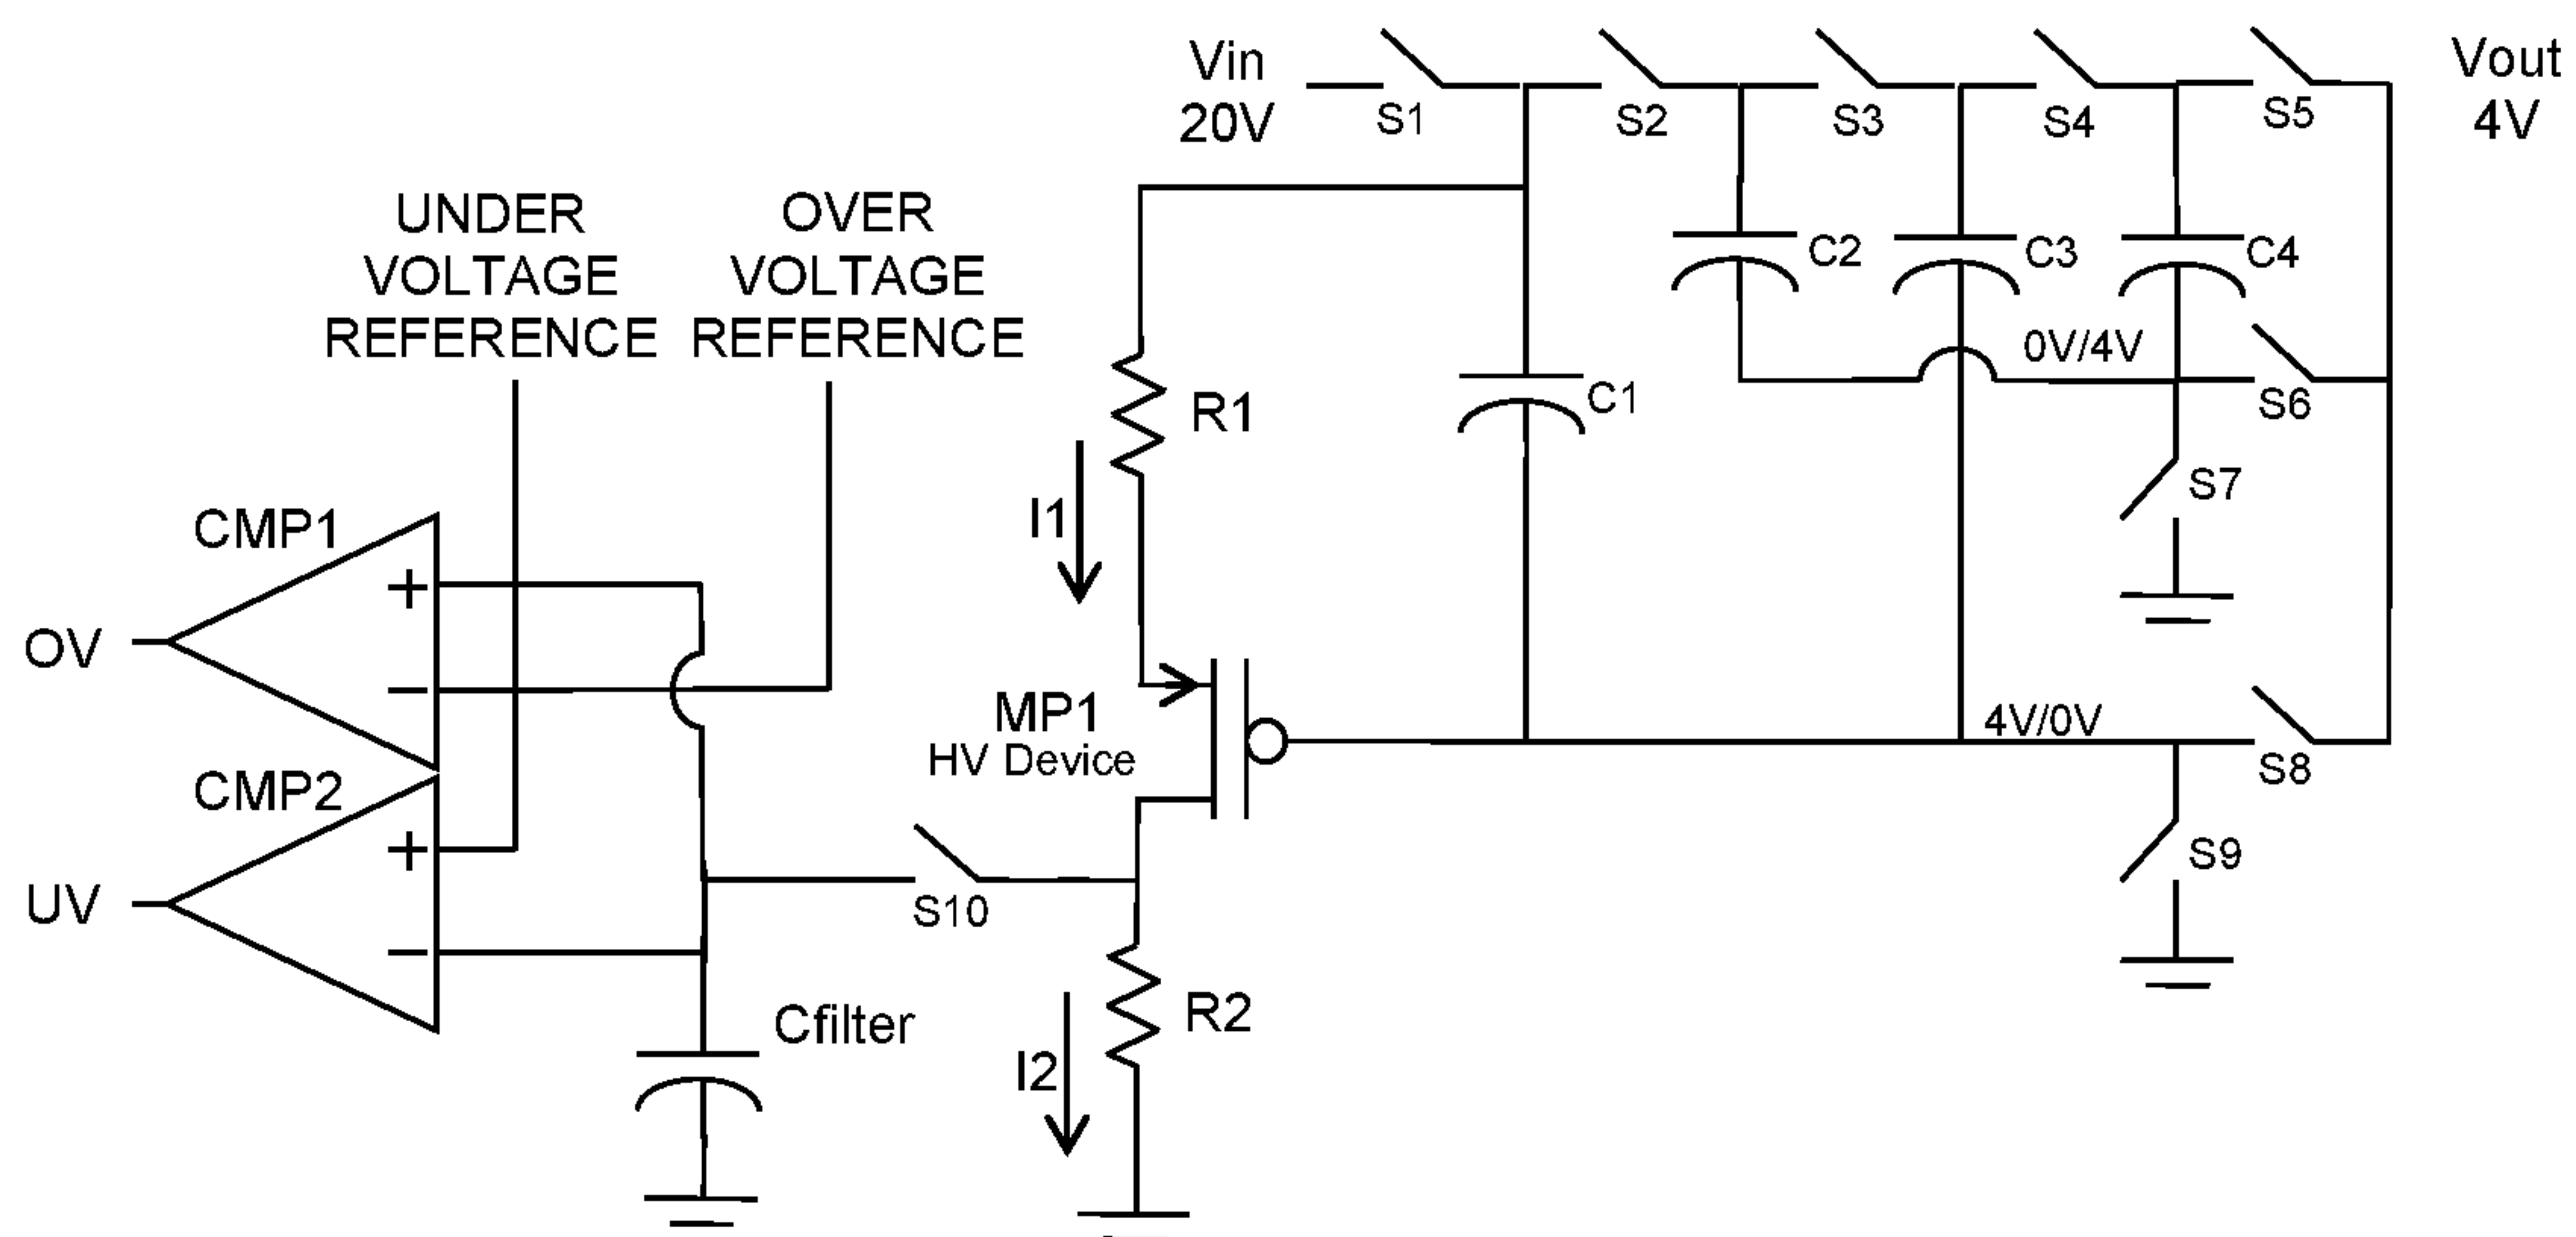 Vin
20V
S1
S2
S3
S4
S5
Vout
4V
UNDER
VOLTAGE
REFERENCE
OVER
VOLTAGE
REFERENCE
C2
C3
C4
0V/4V
S6
R1
C1
S7
I1
CMP1
+
−
OV
MP1
HV Device
4V/0V
S8
CMP2
+
−
UV
S9
S10
Cfilter
R2
I2